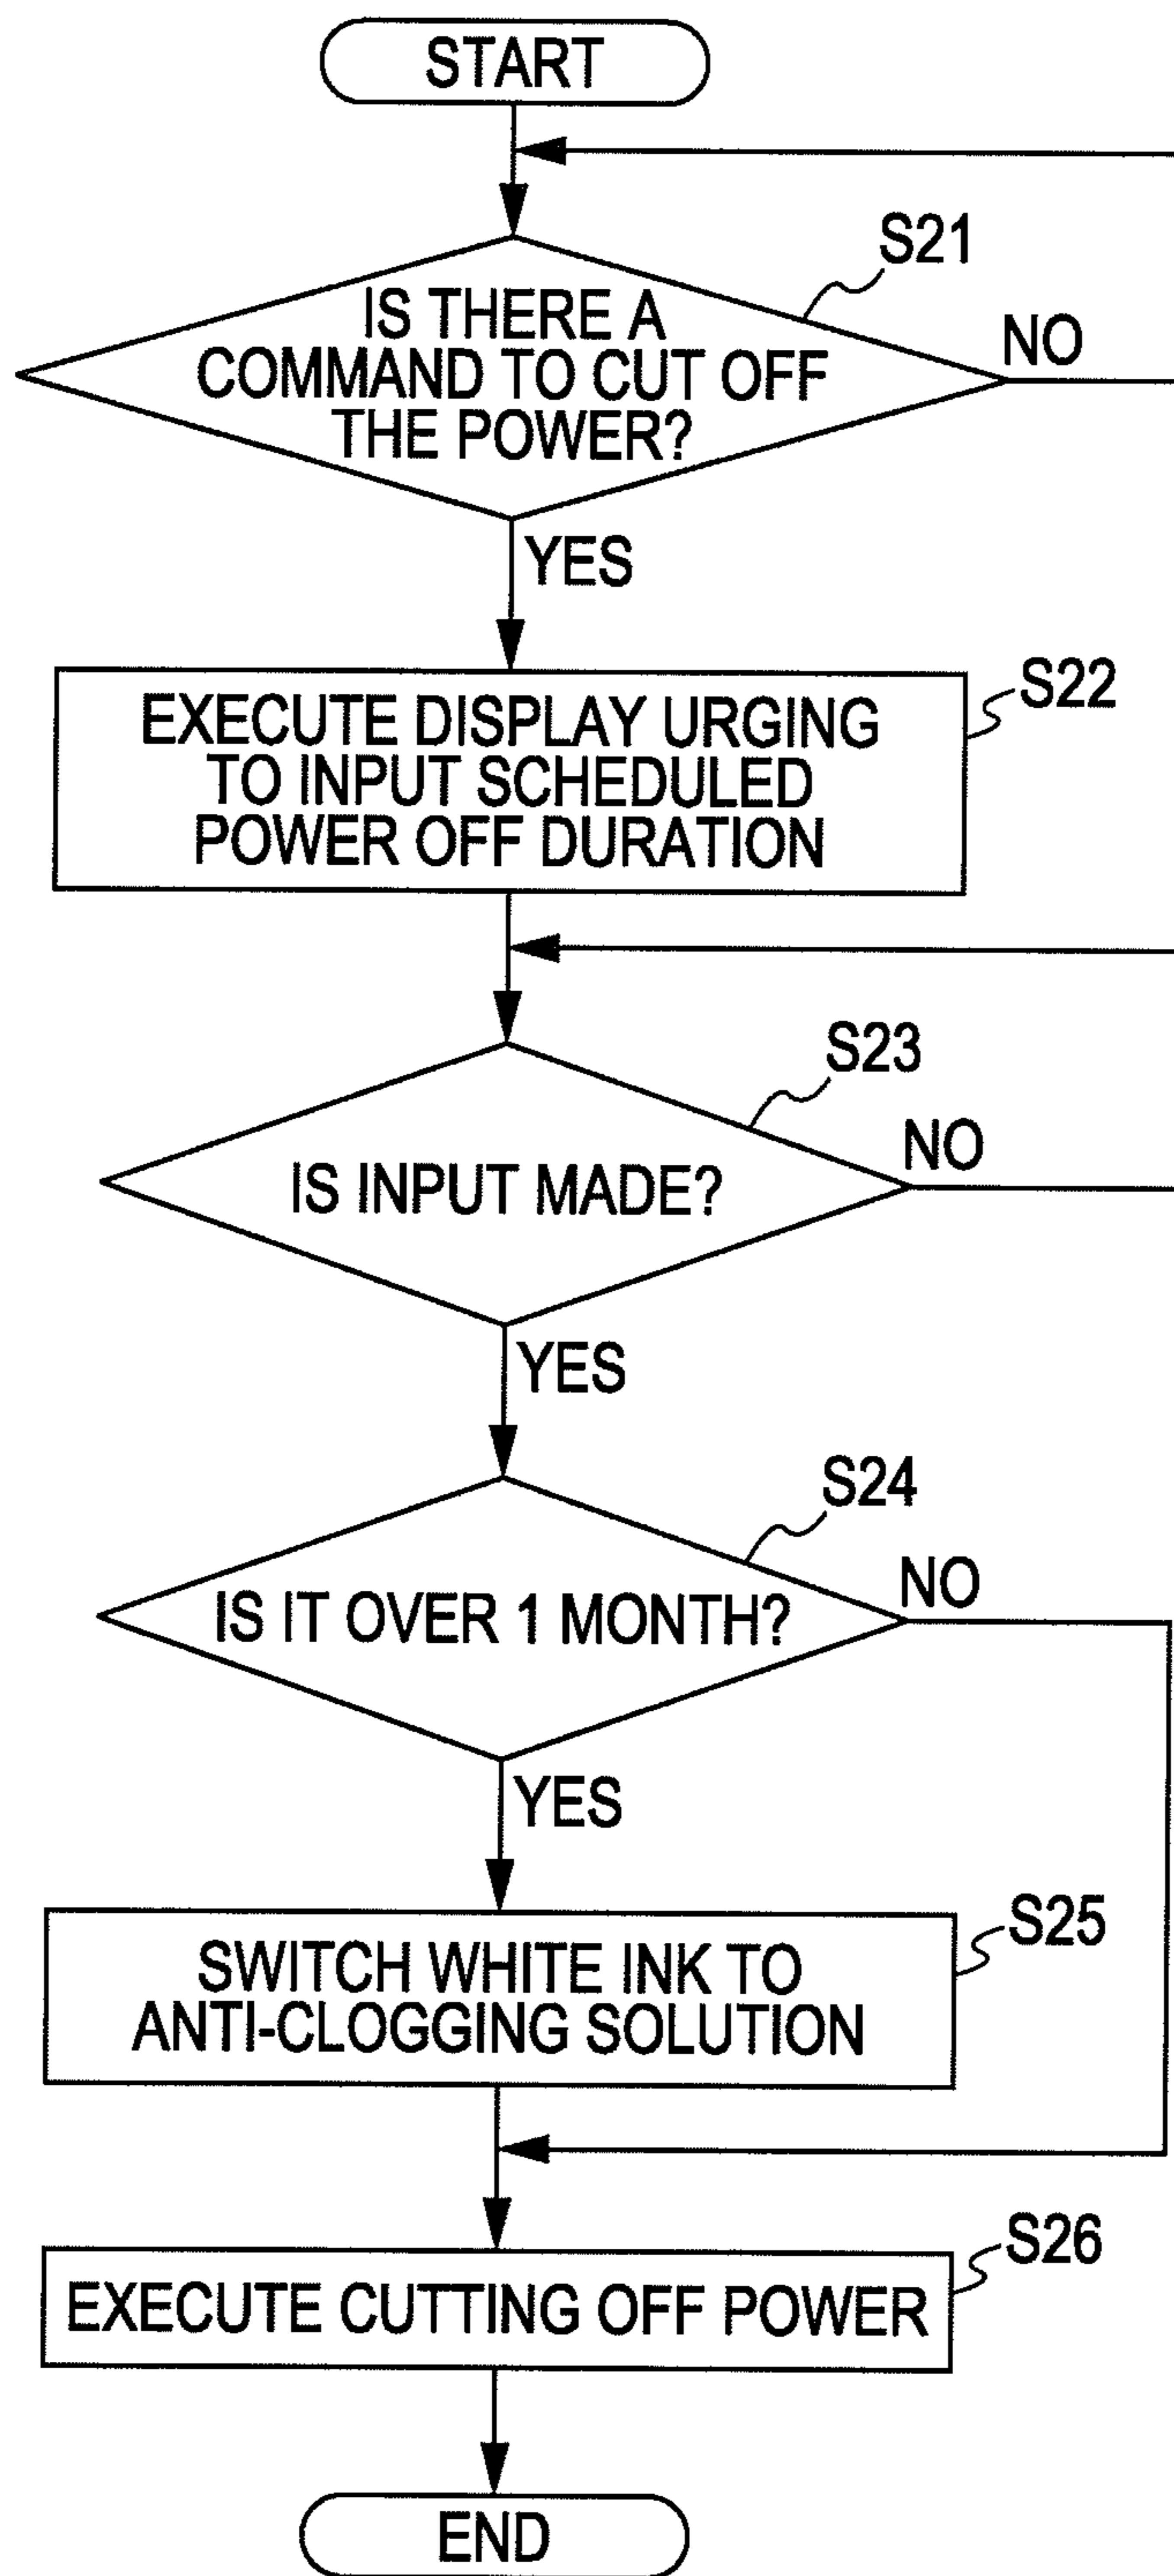 START
S21
IS THERE A
COMMAND TO CUT OFF
THE POWER?
NO
YES
S22
EXECUTE DISPLAY URGING
TO INPUT SCHEDULED
POWER OFF DURATION
S23
IS INPUT MADE?
NO
YES
S24
IS IT OVER 1 MONTH?
NO
YES
S25
SWITCH WHITE INK TO
ANTI-CLOGGING SOLUTION
S26
EXECUTE CUTTING OFF POWER
END